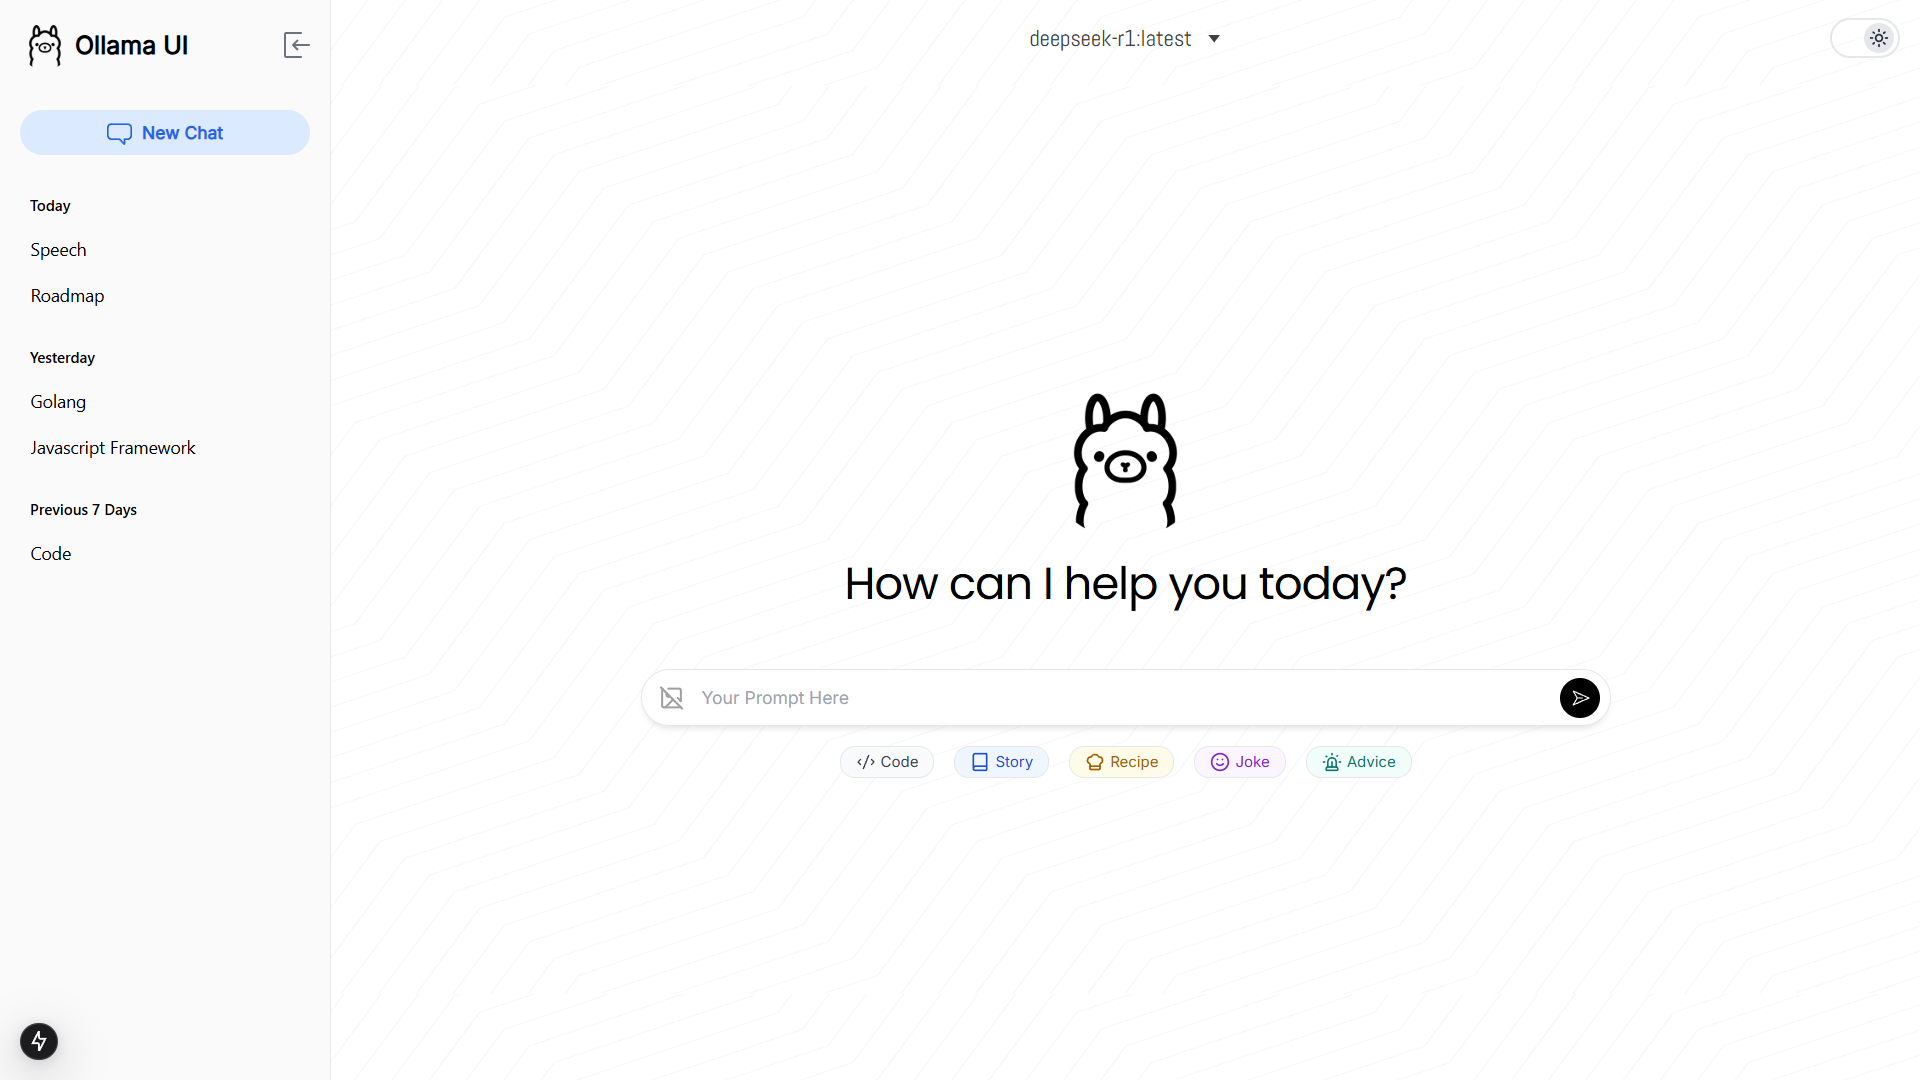 Ollama UI
New Chat
Today
Speech
Roadmap
Yesterday
Golang
Javascript Framework
Previous 7 Days
Code
deepseek-r1:latest
How can I help you today?
Your Prompt Here
</> Code
Story
Recipe
Joke
Advice